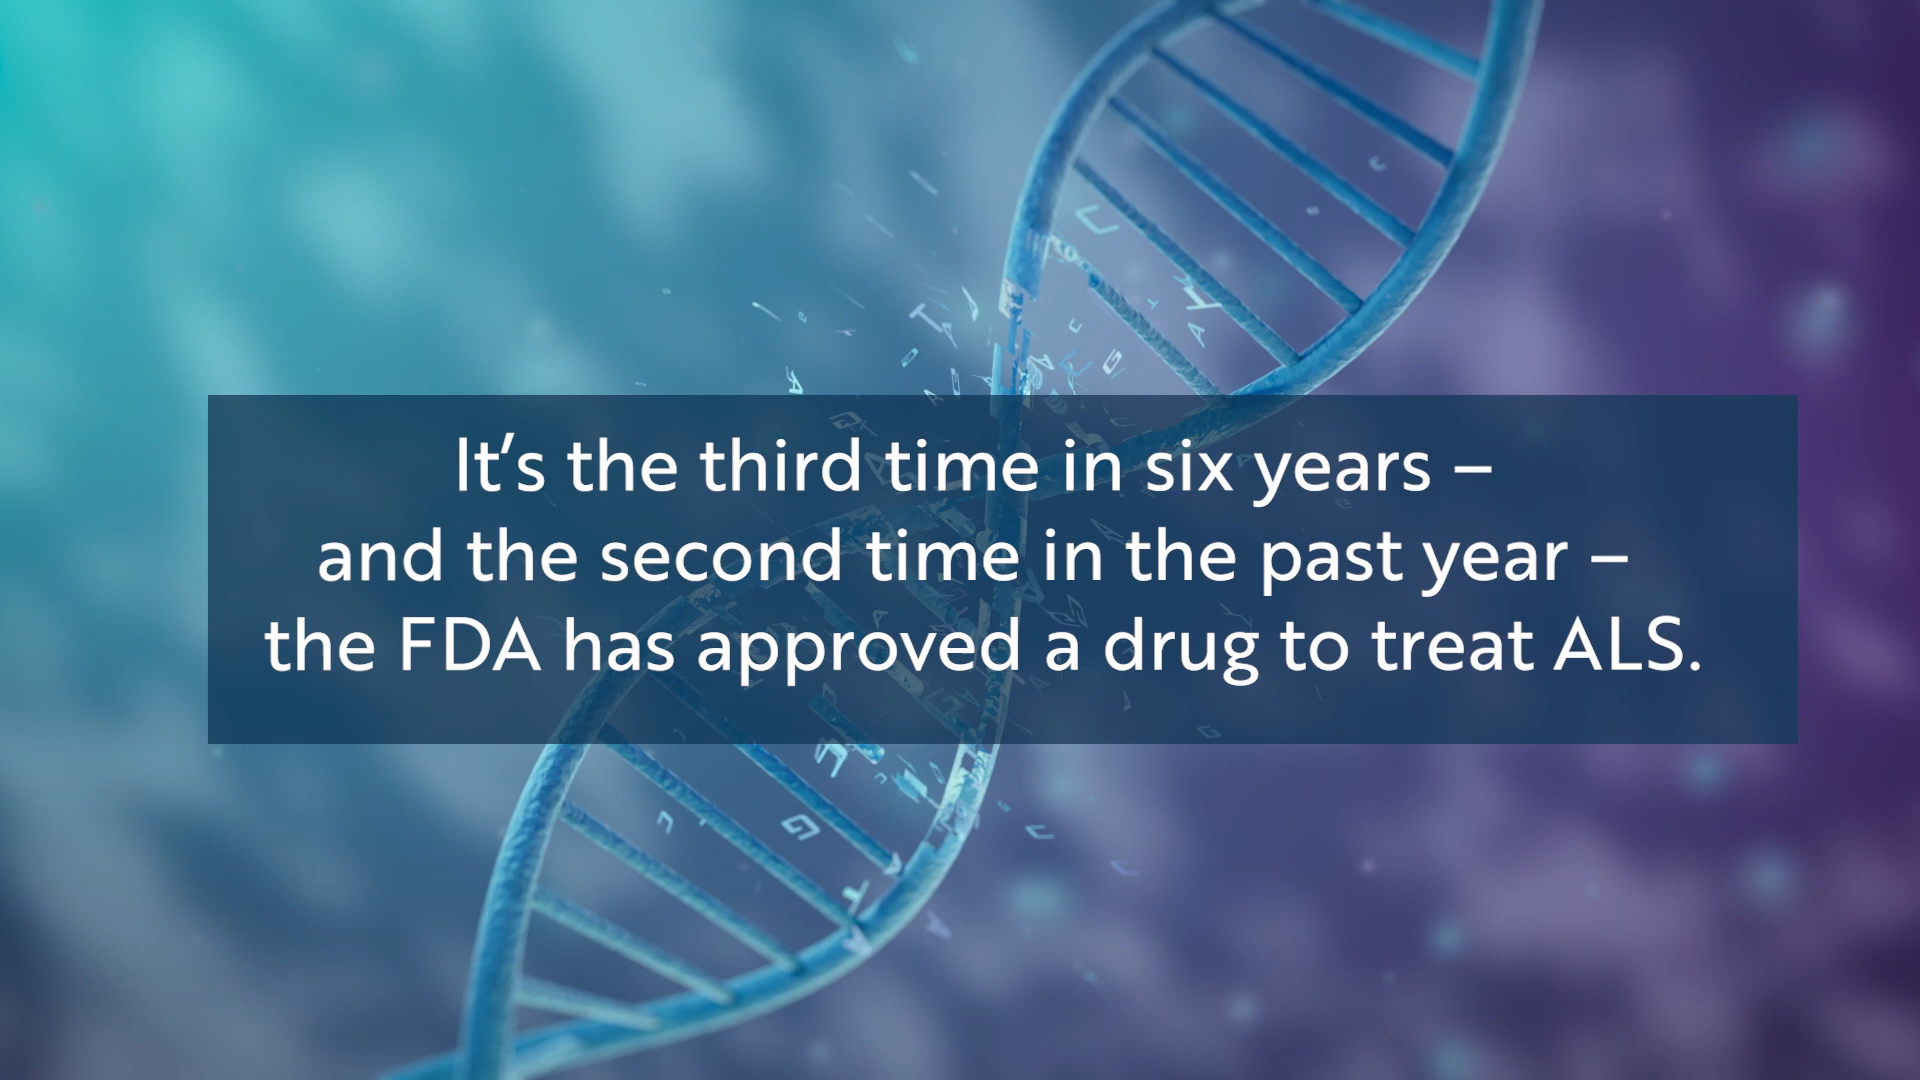 It’s the third time in six years –
and the second time in the past year –
the FDA has approved a drug to treat ALS.